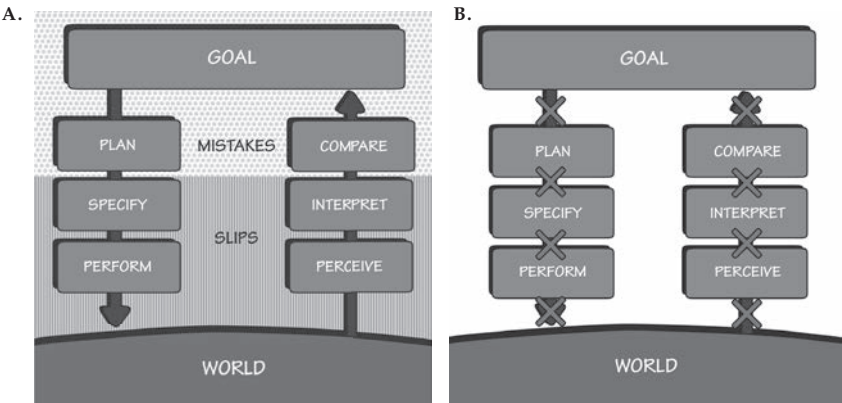 A.
GOAL
PLAN
MISTAKES
COMPARE
SPECIFY
INTERPRET
SLIPS
PERFORM
PERCEIVE
WORLD
B.
GOAL
PLAN
COMPARE
SPECIFY
INTERPRET
PERFORM
PERCEIVE
WORLD